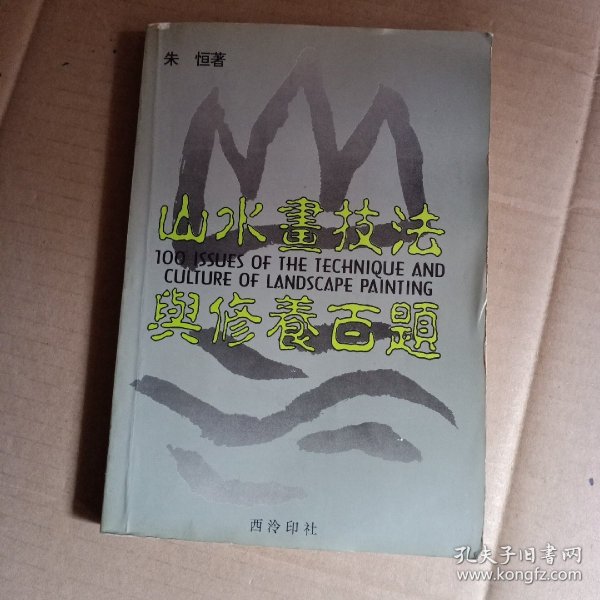 朱 恒著
山水畫技法
100 ISSUES OF THE TECHNIQUE AND
CULTURE OF LANDSCAPE PAINTING
與修養百題
西泠印社
孔夫子旧书网
www.kongfz.com